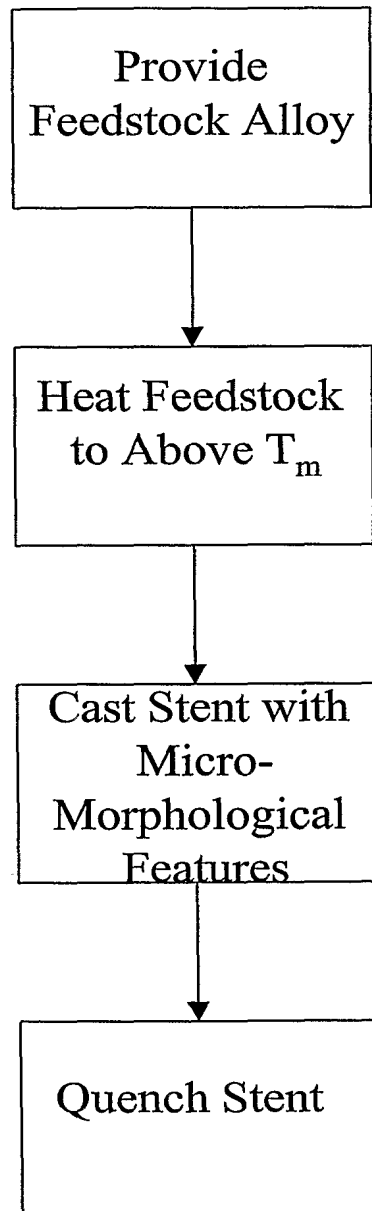 Provide
Feedstock Alloy
Heat Feedstock
to Above Tm
Cast Stent with
Micro-
Morphological
Features
Quench Stent